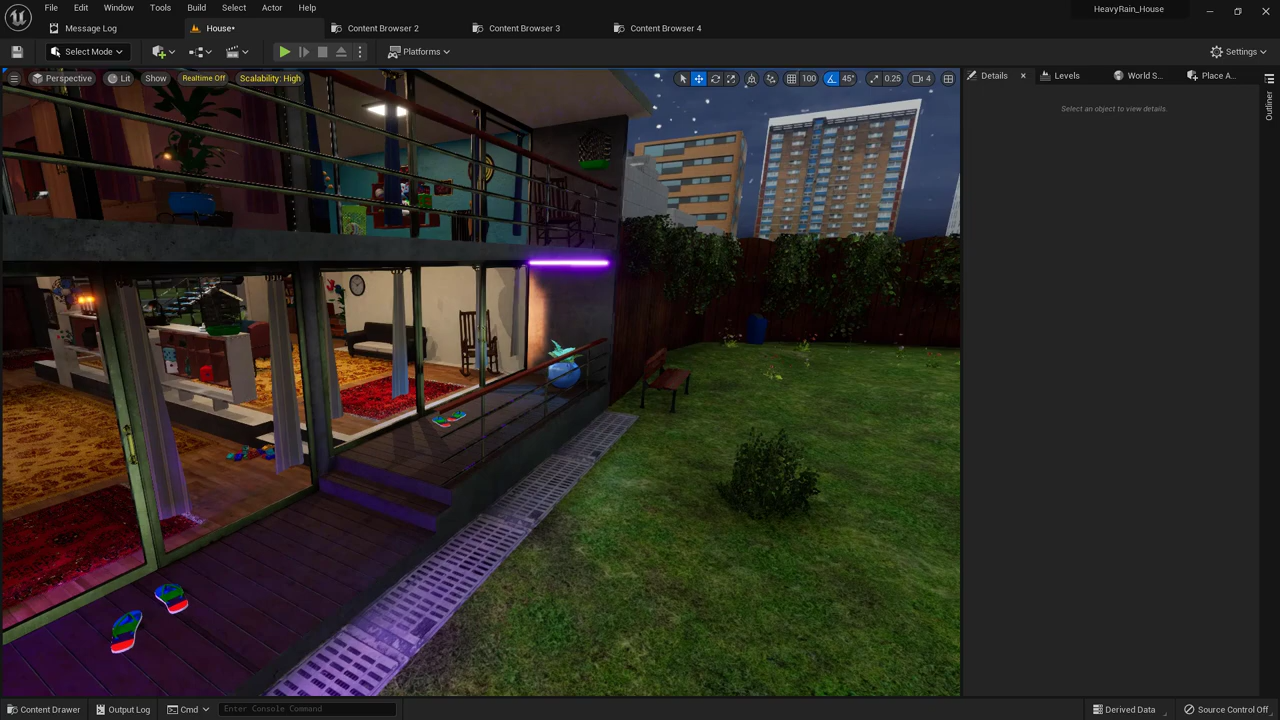 File Edit Window Tools Build Select Actor Help
HeavyRain_House
Message Log House* Content Browser 2 Content Browser 3 Content Browser 4
Select Mode Platforms Settings
Perspective Lit Show Realtime Off Scalability: High 100 45° 0.25 4
Details Levels World S... Place A...
Outliner
Select an object to view details.
Content Drawer Output Log Cmd Enter Console Command Derived Data Source Control Off